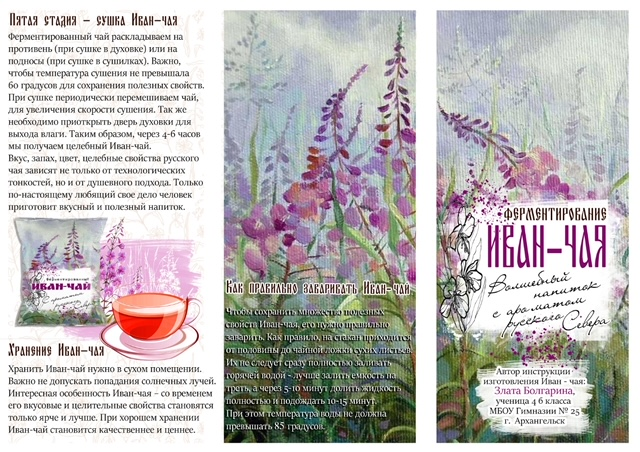 Пятая стадия – сушка Иван-чая
Ферментированный чай раскладываем на
противень (при сушке в духовке) или на
подносы (при сушке в сушилках). Важно,
чтобы температура сушения не превышала
60 градусов для сохранения полезных свойств.
При сушке периодически перемешиваем чай,
для увеличения скорости сушения. Так же
необходимо приоткрыть дверь духовки для
выхода влаги. Таким образом, через 4-6 часов
мы получаем целебный Иван-чай.
Вкус, запах, цвет, целебные свойства русского
чая зависят не только от технологических
тонкостей, но и от душевного подхода. Только
по-настоящему любящий свое дело человек
приготовит вкусный и полезный напиток.
Ферментированный
ИВАН-ЧАЙ
Хранение Иван-чая
Хранить Иван-чай нужно в сухом помещении.
Важно не допускать попадания солнечных лучей.
Интересная особенность Иван-чая – со временем
его вкусовые и целительные свойства становятся
только ярче и лучше. При хорошем хранении
Иван-чай становится качественнее и ценнее.
Как правильно заваривать Иван-чай
Чтобы сохранить множество полезных
свойств Иван-чая, его нужно правильно
заварить. Как правило, на стакан приходится
от половины до чайной ложки сухих листьев.
Их не следует сразу полностью заливать
горячей водой - лучше залить емкость на
треть, а через 5-10 минут долить жидкость
полностью и подождать 10-15 минут.
При этом температура воды не должна
превышать 85 градусов.
ФЕРМЕНТИРОВАНИЕ
ИВАН-ЧАЯ
Волшебный
напиток
с ароматом
русского Севера
Автор инструкции
изготовления Иван - чая:
Злата Болгарина,
ученица 4 б класса
МБОУ Гимназии № 25
г. Архангельск